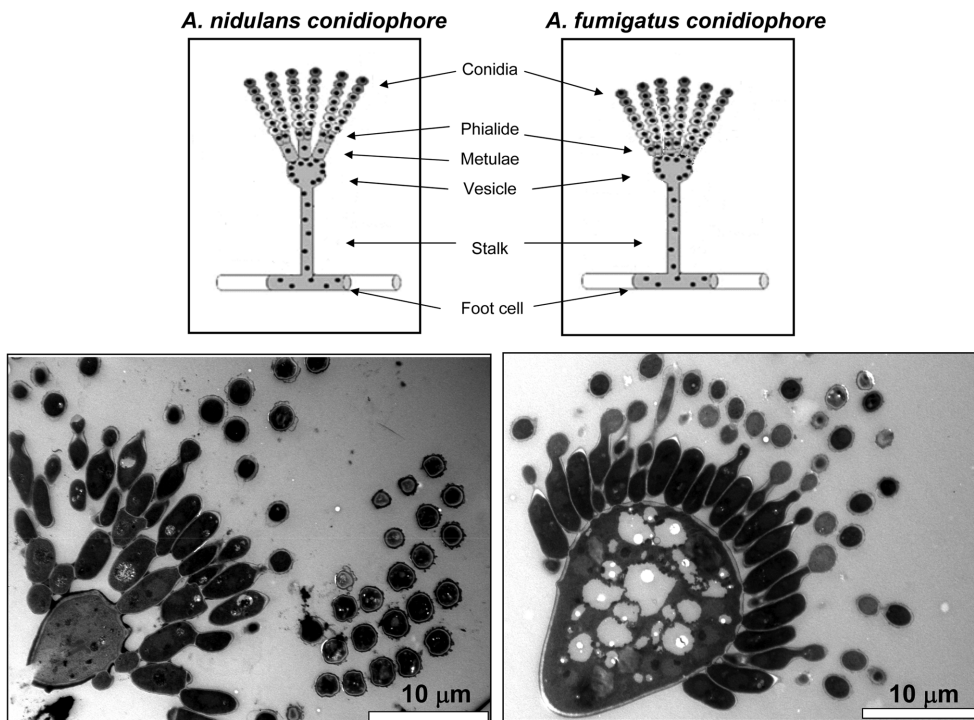 A. nidulans conidiophore
A. fumigatus conidiophore
Conidia
Phialide
Metulae
Vesicle
Stalk
Foot cell
10 μm
10 μm